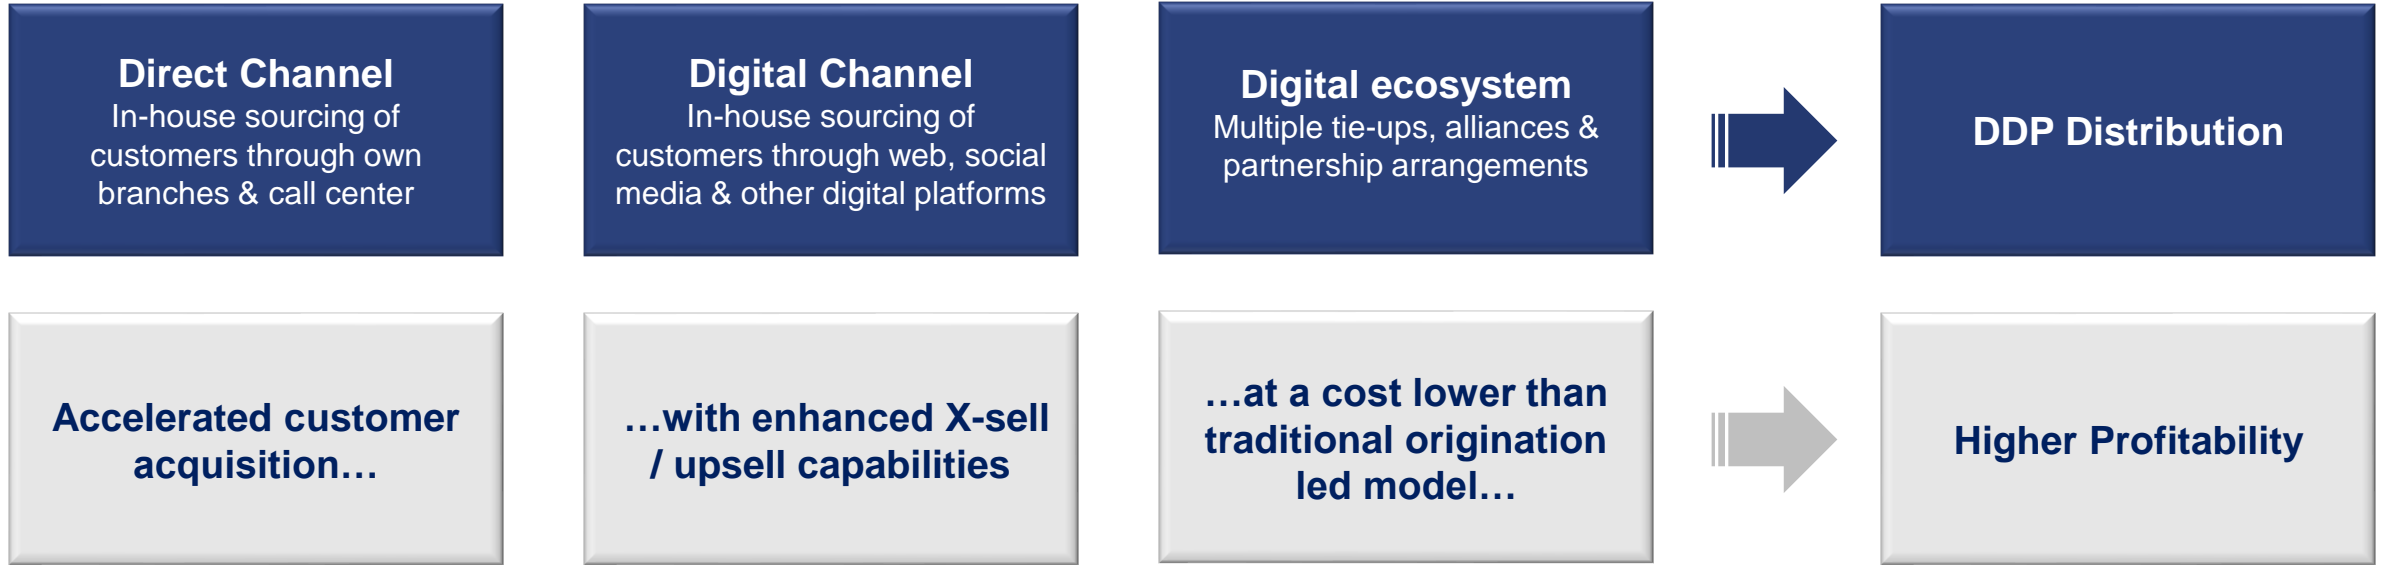 Direct Channel
In-house sourcing of
customers through own
branches & call center
Digital Channel
In-house sourcing of
customers through web, social
media & other digital platforms
Digital ecosystem
Multiple tie-ups, alliances &
partnership arrangements
DDP Distribution
Accelerated customer
acquisition…
…with enhanced X-sell
/ upsell capabilities
…at a cost lower than
traditional origination
led model…
Higher Profitability